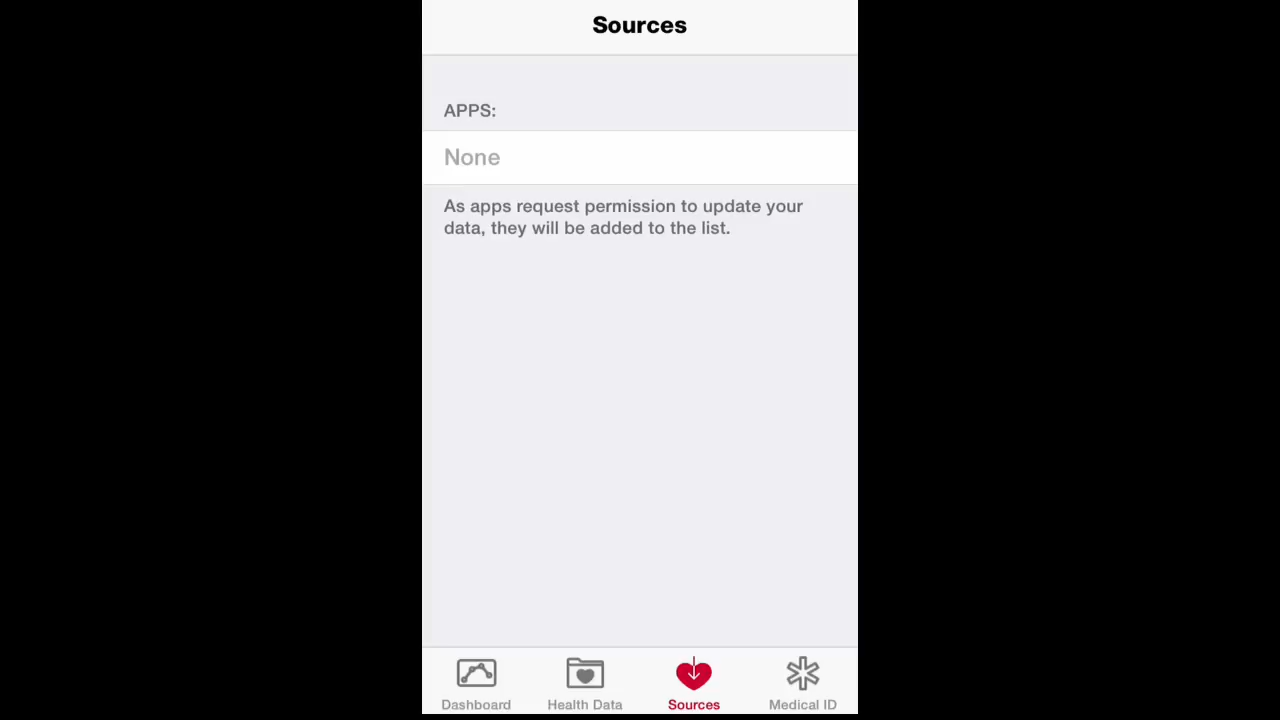 Sources
APPS:
None
As apps request permission to update your
data, they will be added to the list.
Dashboard
Health Data
Sources
Medical ID